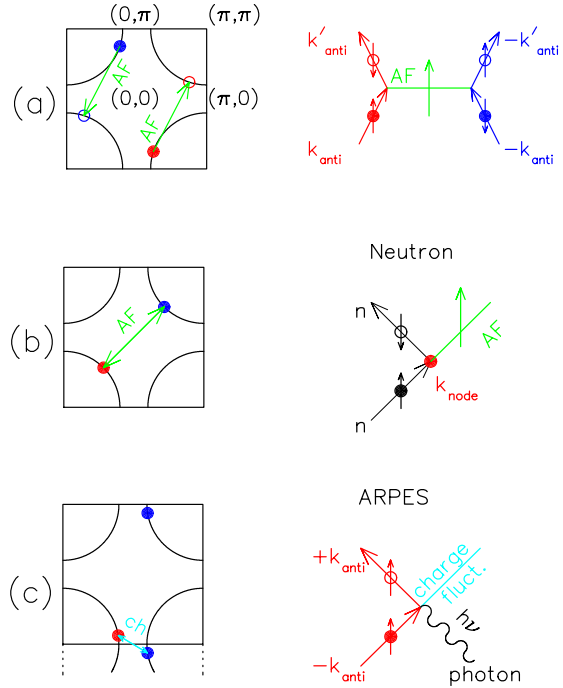 (0,π) (π,π)
(a) AF (0,0) AF (π,0)
k′anti −k′anti
AF
kanti −kanti
Neutron
(b) AF
n AF
knode
n
ARPES
(c) ch
+kanti charge fluct.
hν
−kanti photon